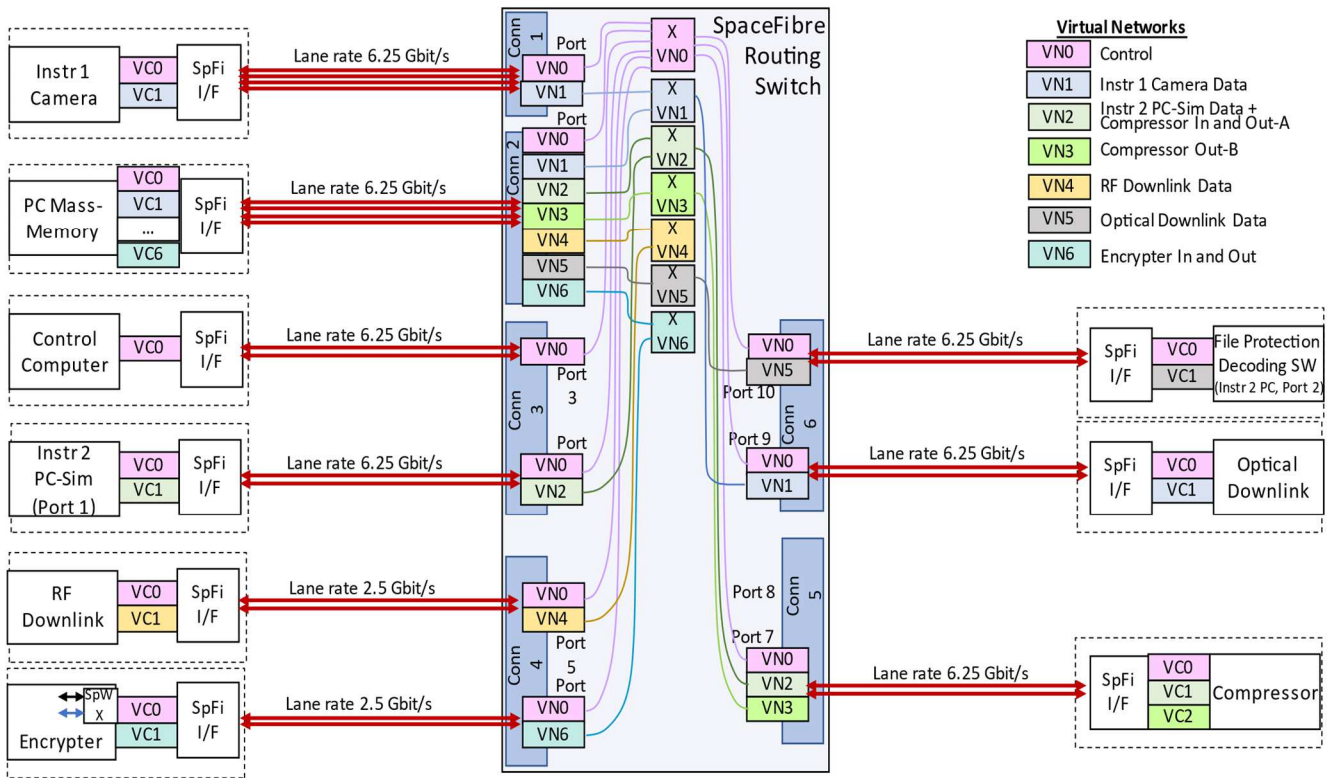 SpaceFibre
Routing
Switch
Virtual Networks
VN0 Control
VN1 Instr 1 Camera Data
VN2 Instr 2 PC-Sim Data +
Compressor In and Out-A
VN3 Compressor Out-B
VN4 RF Downlink Data
VN5 Optical Downlink Data
VN6 Encrypter In and Out
Instr 1
Camera
VC0
VC1
SpFi
I/F
Lane rate 6.25 Gbit/s
Conn
1
Port
VN0
VN1
PC Mass-
Memory
VC0
VC1
...
VC6
SpFi
I/F
Lane rate 6.25 Gbit/s
Conn 2
Port
VN0
VN1
VN2
VN3
VN4
VN5
VN6
Control
Computer
VC0
SpFi
I/F
Lane rate 6.25 Gbit/s
Conn
3
VN0
Port
3
Instr 2
PC-Sim
(Port 1)
VC0
VC1
SpFi
I/F
Lane rate 6.25 Gbit/s
Port
VN0
VN2
RF
Downlink
VC0
VC1
SpFi
I/F
Lane rate 2.5 Gbit/s
Conn
4
VN0
VN4
Port
5
SpW
X
Encrypter
VC0
VC1
SpFi
I/F
Lane rate 2.5 Gbit/s
Port
VN0
VN6
X
VN0
X
VN1
X
VN2
X
VN3
X
VN4
X
VN5
X
VN6
VN0
VN5
Port 10
Conn
6
Lane rate 6.25 Gbit/s
SpFi
I/F
VC0
VC1
File Protection
Decoding SW
(Instr 2 PC, Port 2)
Port 9
VN0
VN1
Lane rate 6.25 Gbit/s
SpFi
I/F
VC0
VC1
Optical
Downlink
Port 8
Conn
5
Port 7
VN0
VN2
VN3
Lane rate 6.25 Gbit/s
SpFi
I/F
VC0
VC1
VC2
Compressor